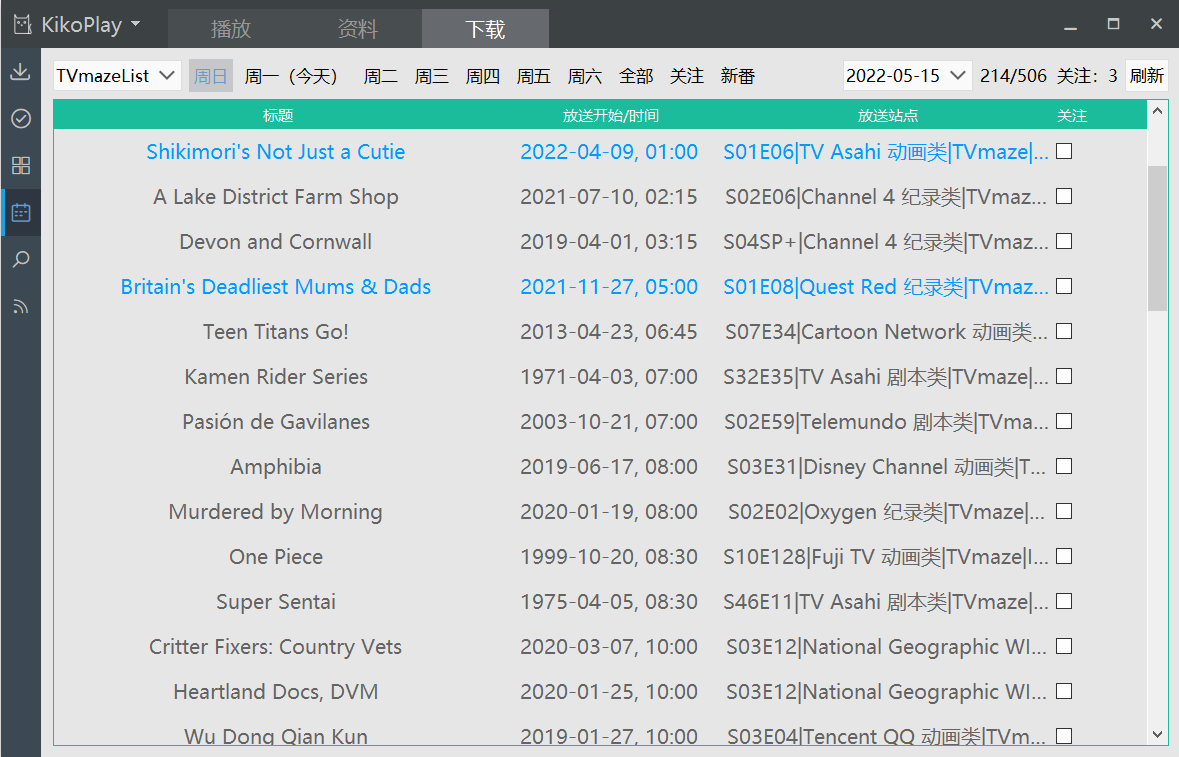 KikoPlay 播放 资料 下载
TVmazeList 周日 周一（今天） 周二 周三 周四 周五 周六 全部 关注 新番 2022-05-15 214/506 关注：3 刷新
标题 放送开始/时间 放送站点 关注
Shikimori's Not Just a Cutie 2022-04-09, 01:00 S01E06|TV Asahi 动画类|TVmaze|...
A Lake District Farm Shop 2021-07-10, 02:15 S02E06|Channel 4 纪录类|TVmaz...
Devon and Cornwall 2019-04-01, 03:15 S04SP+|Channel 4 纪录类|TVmaz...
Britain's Deadliest Mums & Dads 2021-11-27, 05:00 S01E08|Quest Red 纪录类|TVmaz...
Teen Titans Go! 2013-04-23, 06:45 S07E34|Cartoon Network 动画类...
Kamen Rider Series 1971-04-03, 07:00 S32E35|TV Asahi 剧本类|TVmaze|...
Pasión de Gavilanes 2003-10-21, 07:00 S02E59|Telemundo 剧本类|TVma...
Amphibia 2019-06-17, 08:00 S03E31|Disney Channel 动画类|T...
Murdered by Morning 2020-01-19, 08:00 S02E02|Oxygen 纪录类|TVmaze|...
One Piece 1999-10-20, 08:30 S10E128|Fuji TV 动画类|TVmaze|I...
Super Sentai 1975-04-05, 08:30 S46E11|TV Asahi 剧本类|TVmaze|...
Critter Fixers: Country Vets 2020-03-07, 10:00 S03E12|National Geographic WI...
Heartland Docs, DVM 2020-01-25, 10:00 S03E12|National Geographic WI...
Wu Dong Qian Kun 2019-01-27, 10:00 S03E04|Tencent QQ 动画类|TVm...